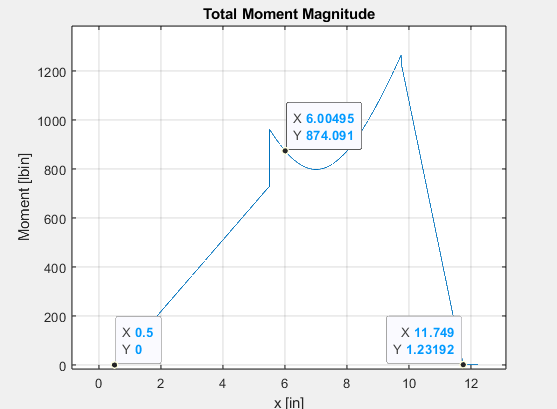 Total Moment Magnitude
Moment [lbin]
1200
1000
800
600
400
200
0
X 6.00495
Y 874.091
X 0.5
Y 0
X 11.749
Y 1.23192
0 2 4 6 8 10 12
x [in]